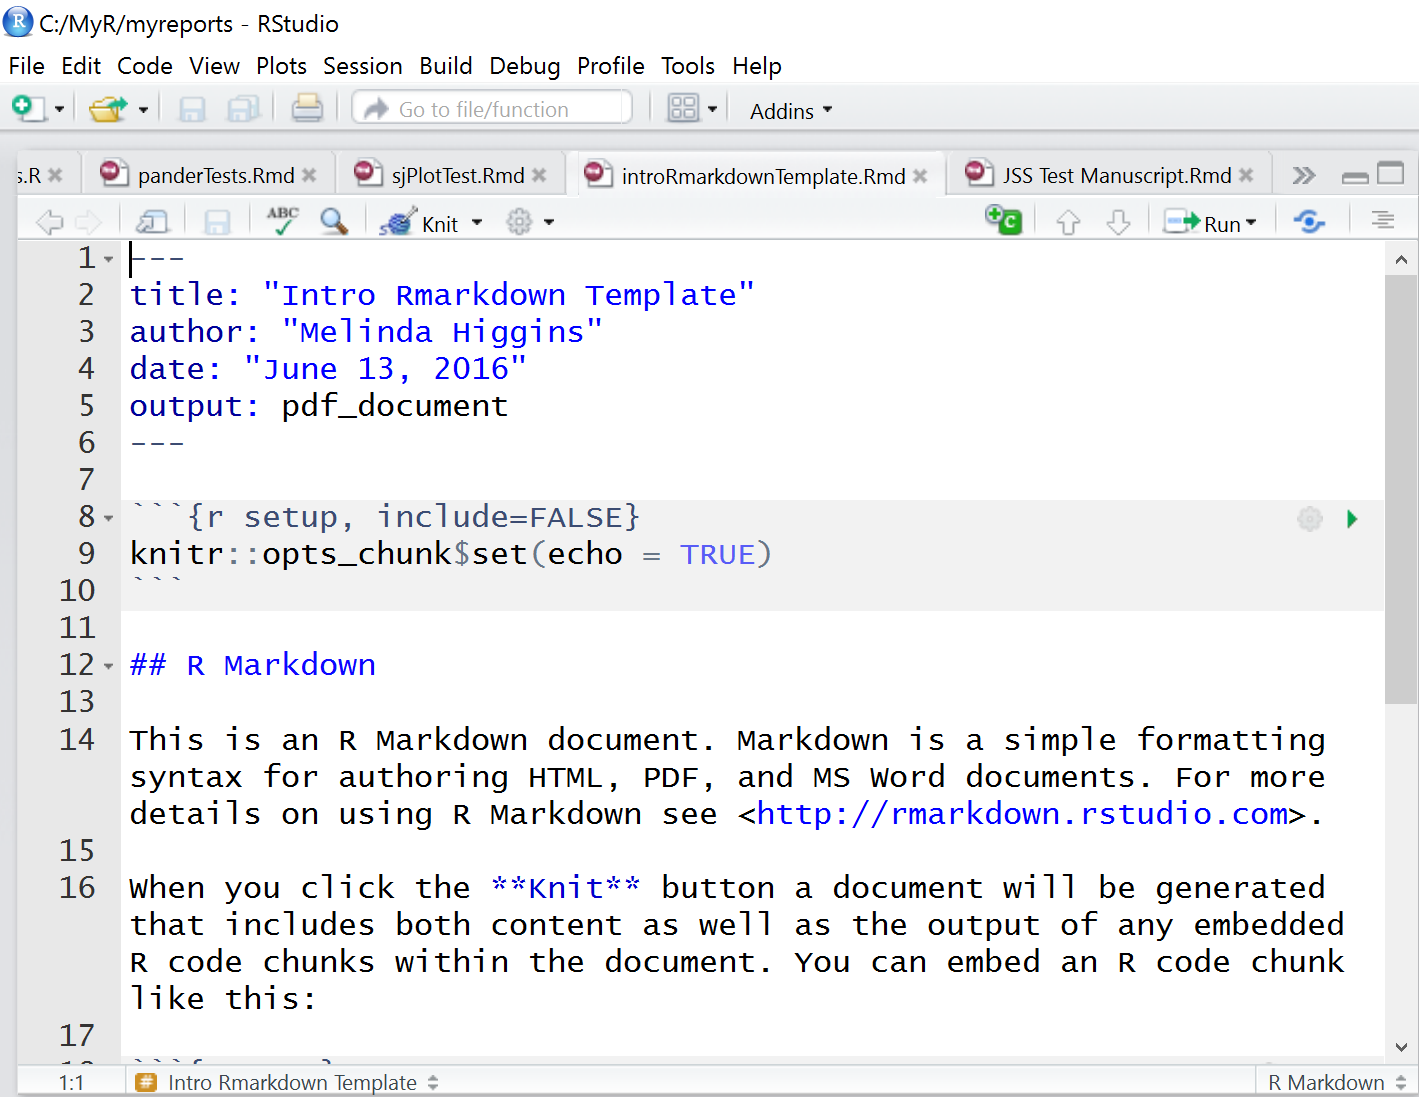 C:/MyR/myreports - RStudio
File Edit Code View Plots Session Build Debug Profile Tools Help
Go to file/function Addins
s.R panderTests.Rmd sjPlotTest.Rmd introRmarkdownTemplate.Rmd JSS Test Manuscript.Rmd
ABC Knit Run
1 ---
2 title: "Intro Rmarkdown Template"
3 author: "Melinda Higgins"
4 date: "June 13, 2016"
5 output: pdf_document
6 ---
7
8 ```{r setup, include=FALSE}
9 knitr::opts_chunk$set(echo = TRUE)
10 ```
11
12 ## R Markdown
13
14 This is an R Markdown document. Markdown is a simple formatting
syntax for authoring HTML, PDF, and MS Word documents. For more
details on using R Markdown see <http://rmarkdown.rstudio.com>.
15
16 When you click the **Knit** button a document will be generated
that includes both content as well as the output of any embedded
R code chunks within the document. You can embed an R code chunk
like this:
17
1:1 # Intro Rmarkdown Template R Markdown